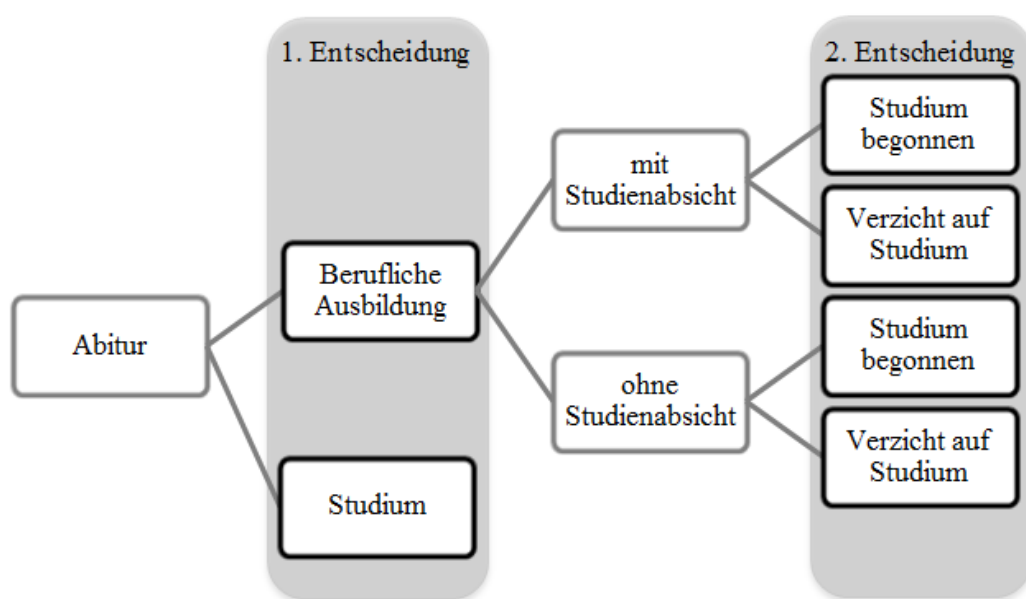 1. Entscheidung
2. Entscheidung
Abitur
Berufliche
Ausbildung
Studium
mit
Studienabsicht
ohne
Studienabsicht
Studium
begonnen
Verzicht auf
Studium
Studium
begonnen
Verzicht auf
Studium